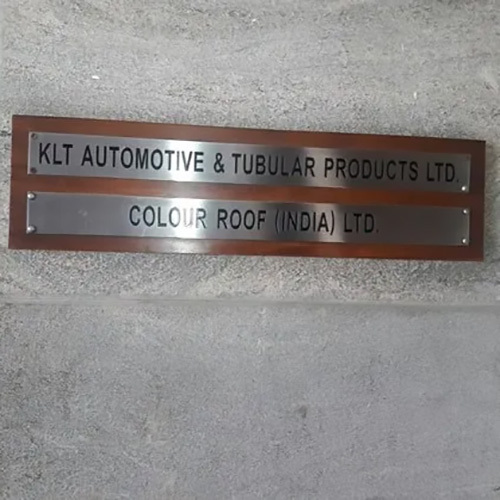 KLT AUTOMOTIVE & TUBULAR PRODUCTS LTD.
COLOUR ROOF (INDIA) LTD.